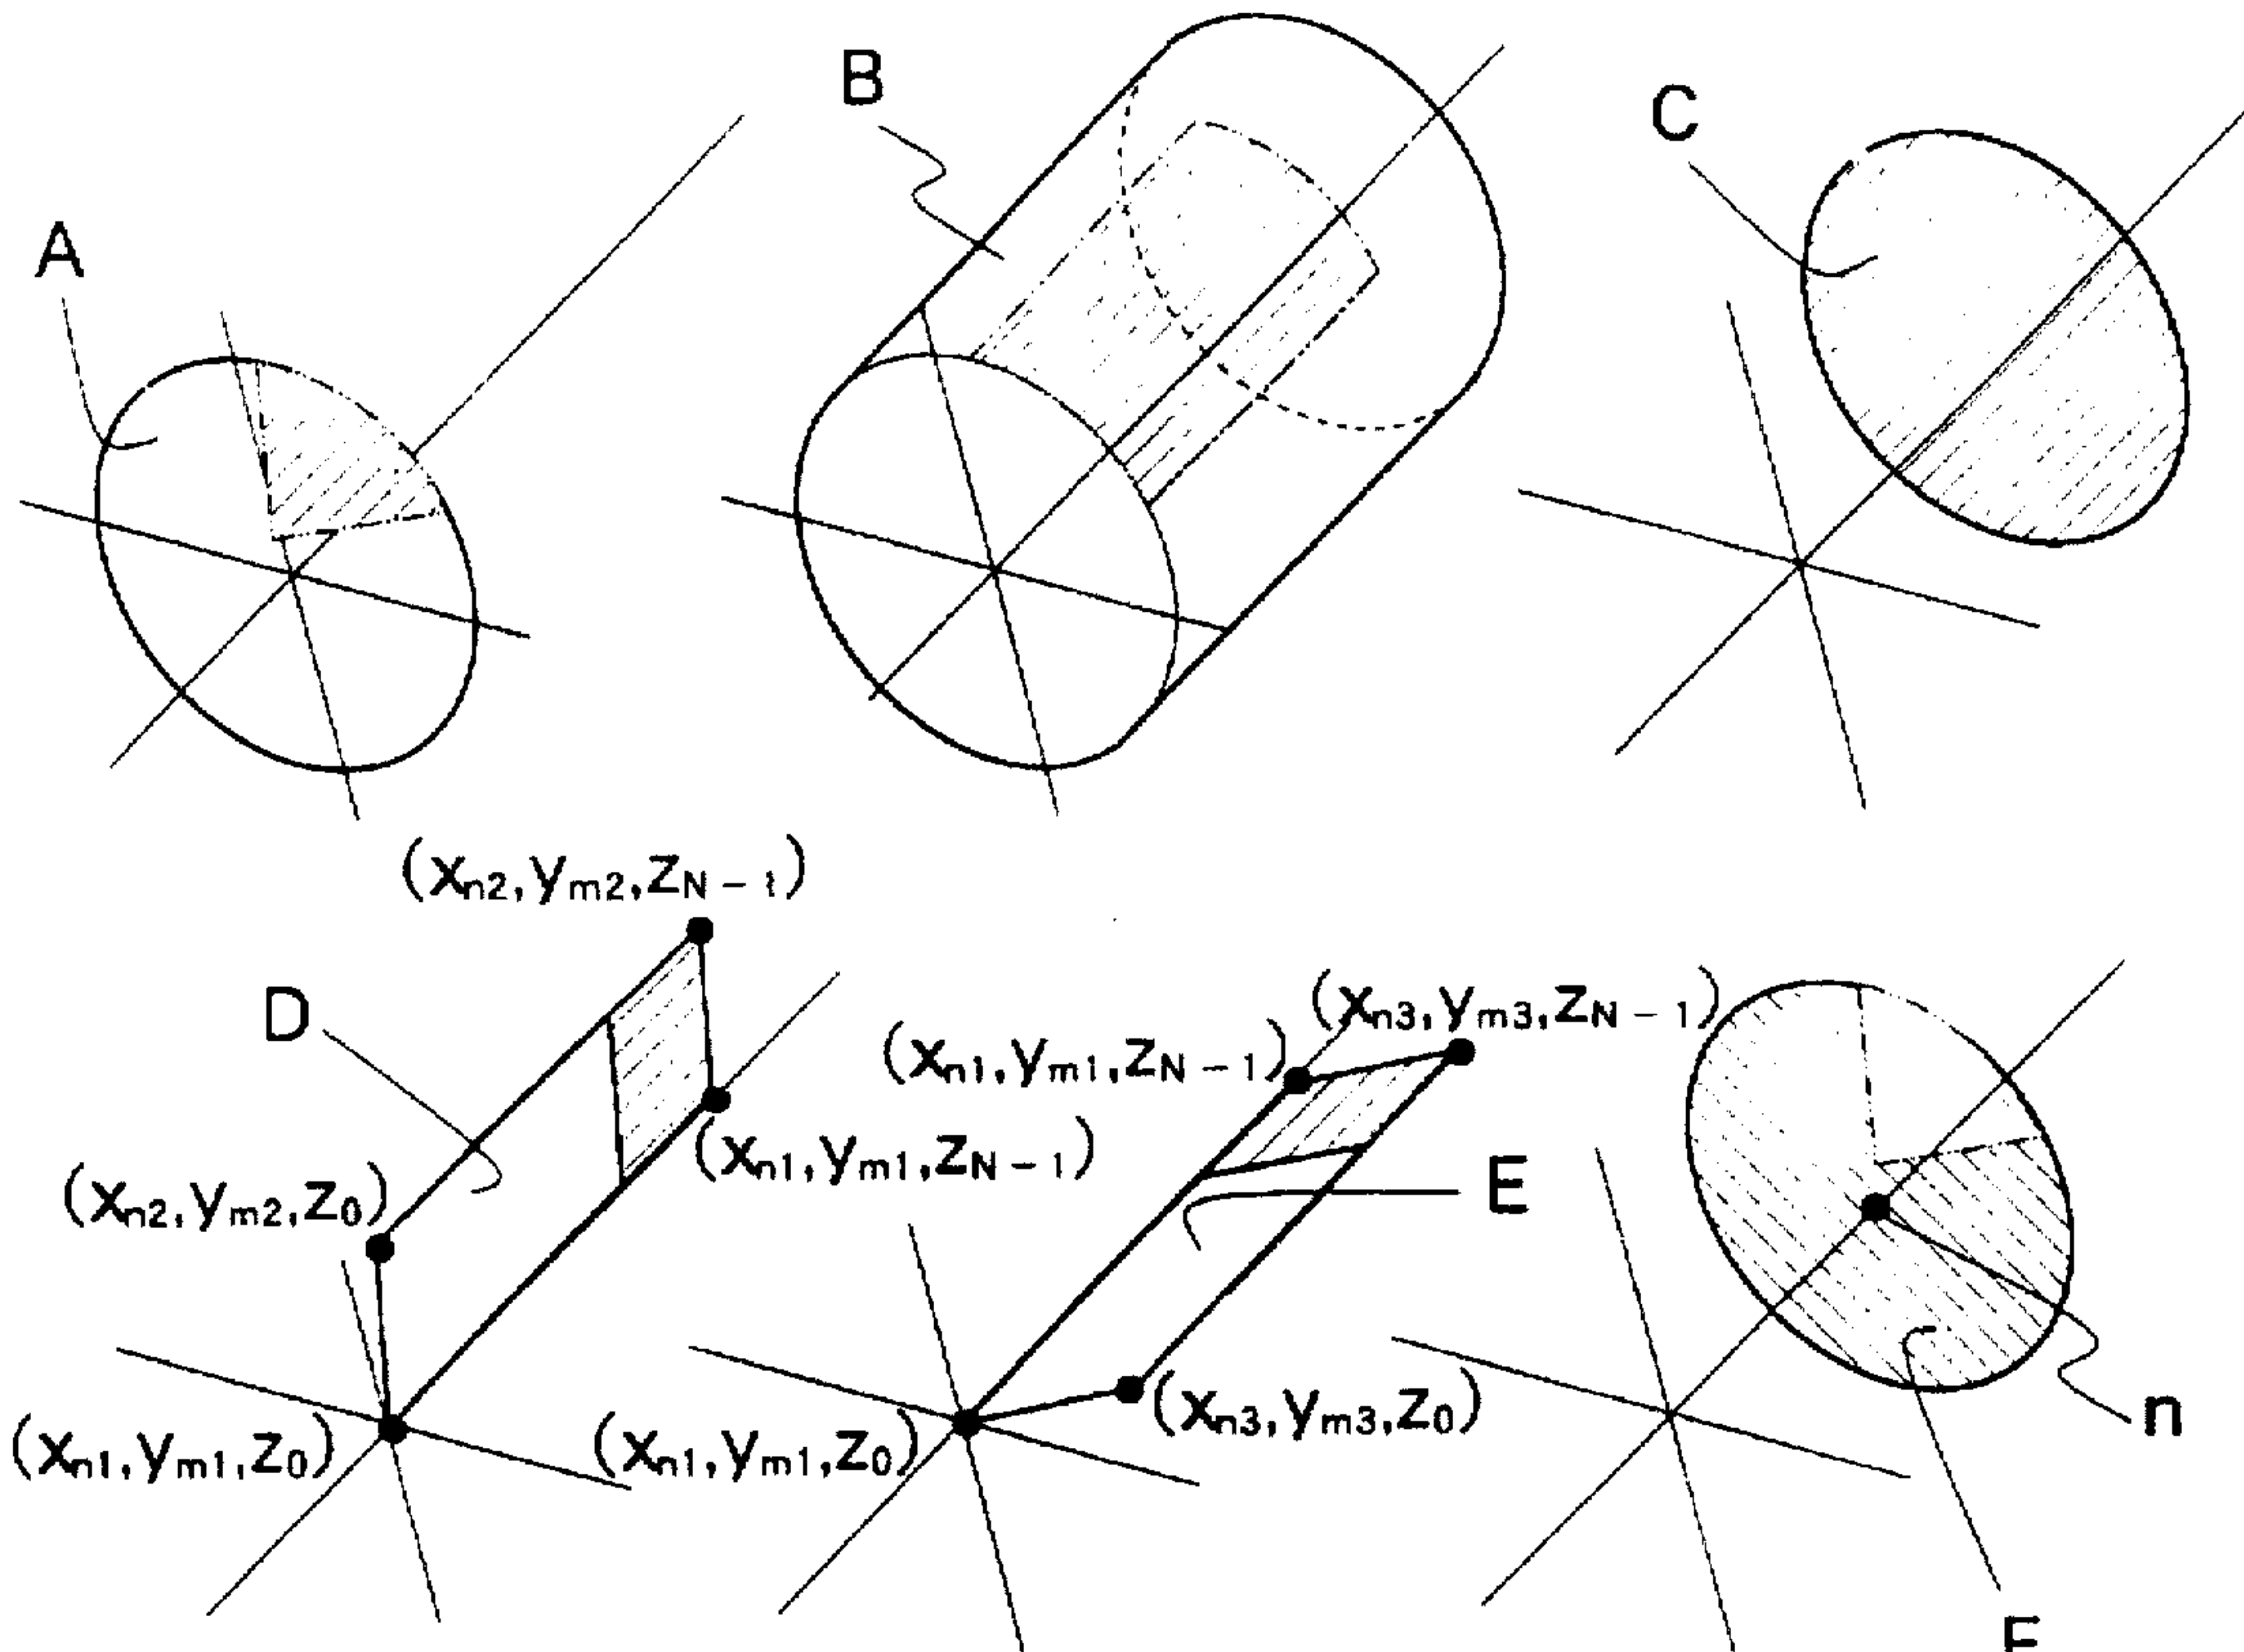 A
B
C
(xn2,ym2,zN-1)
D
(xn3,ym3,zN-1)
(xn1,ym1,zN-1)
(xn1,ym1,zN-1)
(xn2,ym2,z0)
E
(xn3,ym3,z0)
n
(xn1,ym1,z0)
(xn1,ym1,z0)